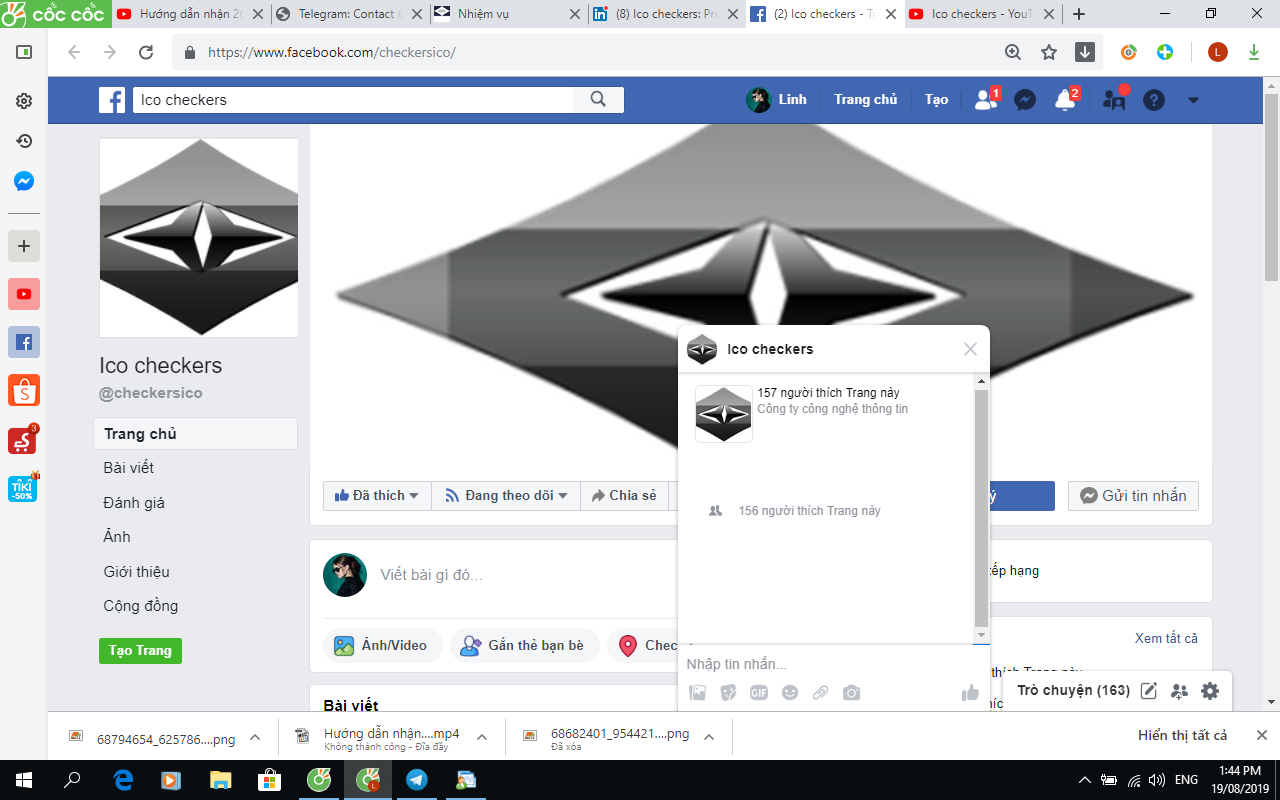 cốc cốc
Hướng dẫn nhận 2
Telegram: Contact
Nhiệm vụ
(8) Ico checkers: Pr
(2) Ico checkers - T
Ico checkers - YouT
https://www.facebook.com/checkersico/
L
Ico checkers
Linh
Trang chủ
Tạo
1
2
Ico checkers
@checkersico
Trang chủ
Bài viết
Đánh giá
Ảnh
Giới thiệu
Cộng đồng
Tạo Trang
3
TIKI
-50%
Đã thích
Đang theo dõi
Chia sẻ
ý
Gửi tin nhắn
Viết bài gì đó...
Ảnh/Video
Gắn thẻ bạn bè
Chec
Bài viết
Ico checkers
157 người thích Trang này
Công ty công nghệ thông tin
156 người thích Trang này
Nhập tin nhắn...
GIF
xếp hạng
Xem tất cả
thích Trang này
Trò chuyện (163)
68794654_625786....png
Hướng dẫn nhận....mp4
Không thành công - Đĩa đầy
68682401_954421....png
Đã xóa
Hiển thị tất cả
L
ENG
1:44 PM
19/08/2019